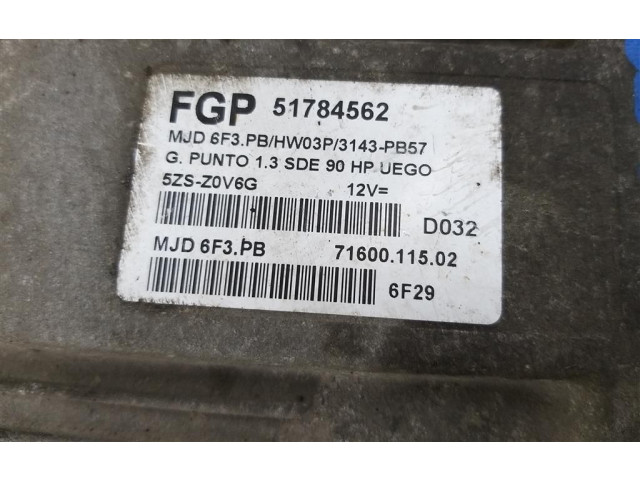 FGP 51784562
MJD 6F3.PB/HW03P/3143-PB57
G. PUNTO 1.3 SDE 90 HP UEGO
5ZS-Z0V6G 12V=
D032
MJD 6F3.PB 71600.115.02
6F29